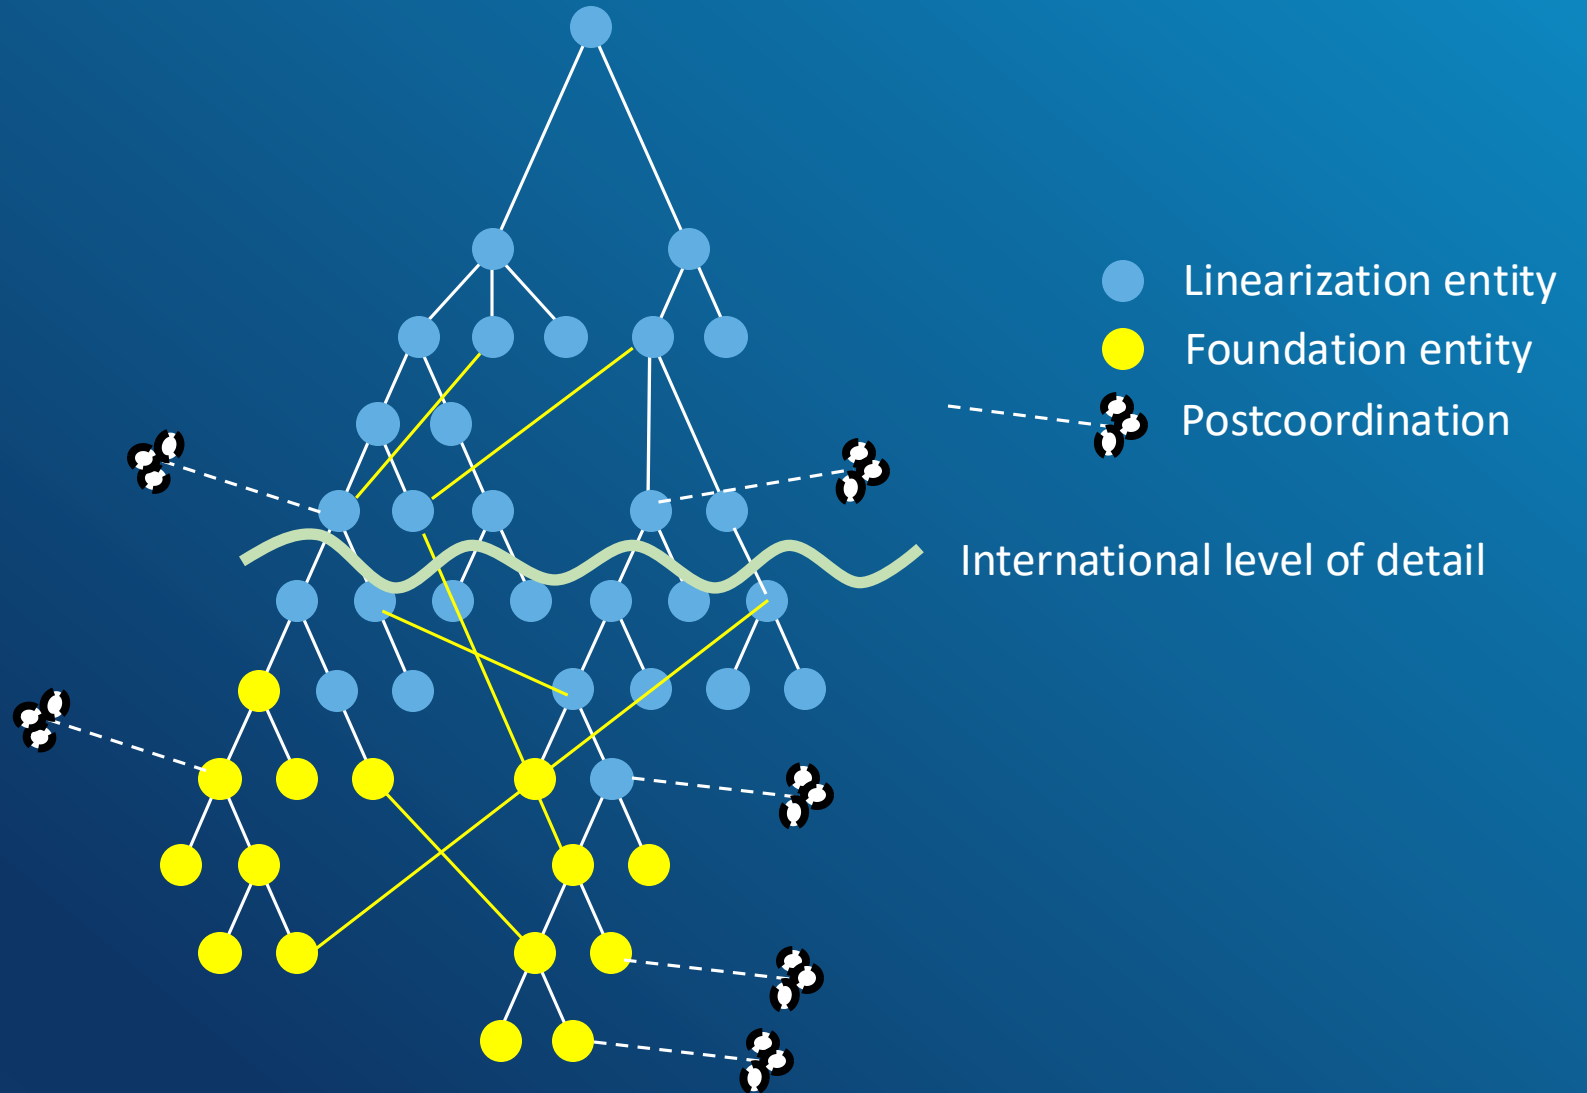 Linearization entity
Foundation entity
Postcoordination
International level of detail